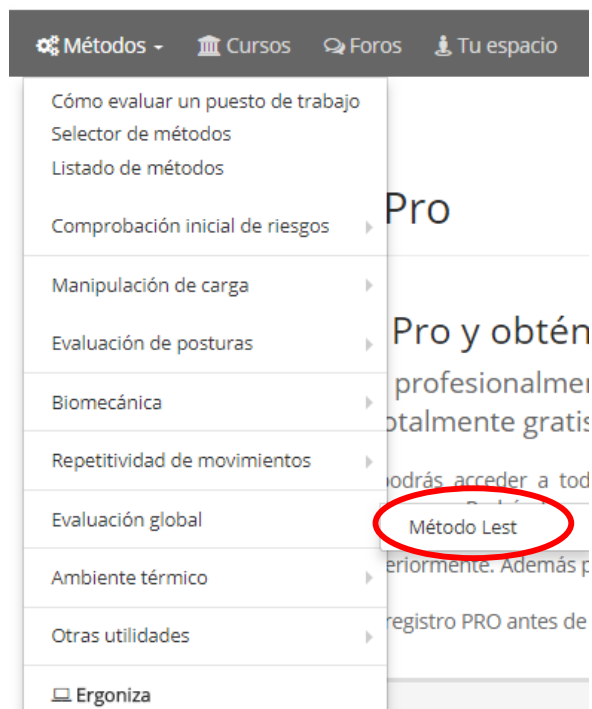 Métodos Cursos Foros Tu espacio
Cómo evaluar un puesto de trabajo
Selector de métodos
Listado de métodos
Comprobación inicial de riesgos
Pro
Manipulación de carga
Evaluación de posturas
Pro y obtén
profesionalme
Biomecánica
otalmente gratis
Repetitividad de movimientos
podrás acceder a tod
Evaluación global
Método Lest
Ambiente térmico
eriormente. Además p
Otras utilidades
registro PRO antes de
Ergoniza